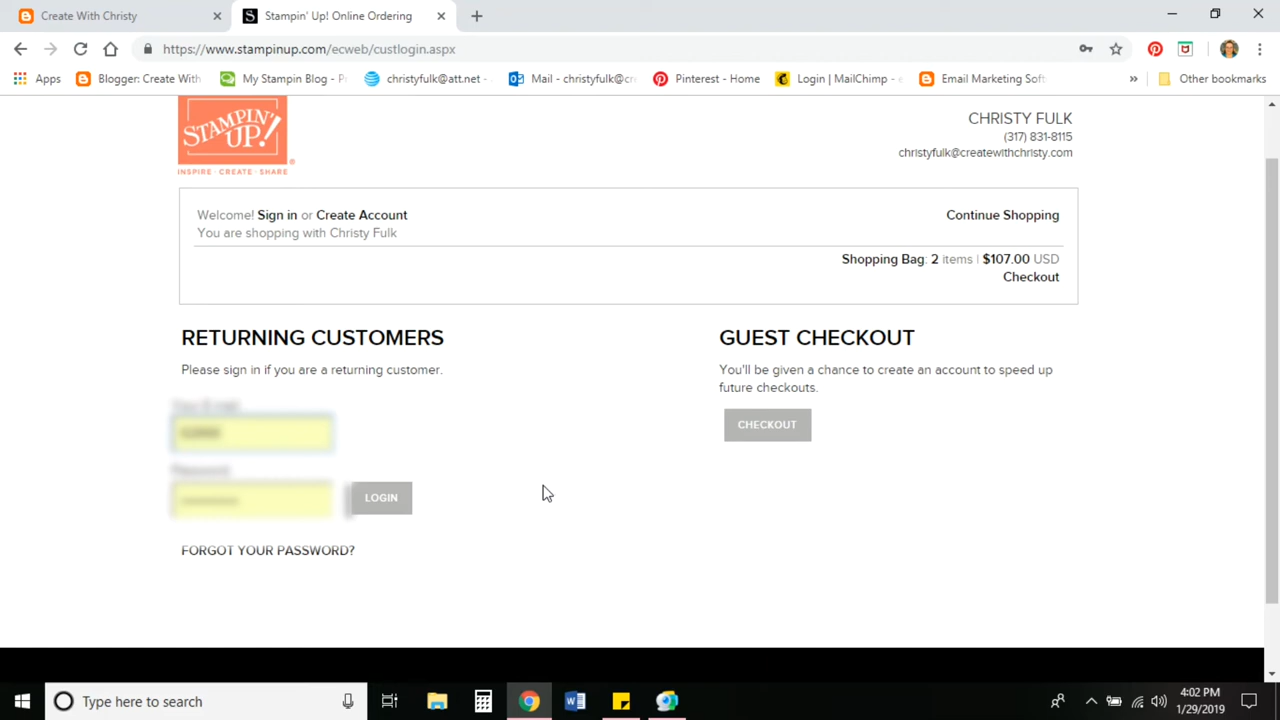 Create With Christy
Stampin' Up! Online Ordering
https://www.stampinup.com/ecweb/custlogin.aspx
Apps
Blogger: Create With
My Stampin Blog - P
christyfulk@att.net -
Mail - christyfulk@cr
Pinterest - Home
Login | MailChimp - e
Email Marketing Soft
»
Other bookmarks
STAMPIN' UP!®
INSPIRE · CREATE · SHARE
CHRISTY FULK
(317) 831-8115
christyfulk@createwithchristy.com
Welcome! Sign in or Create Account
Continue Shopping
You are shopping with Christy Fulk
Shopping Bag: 2 items | $107.00 USD
Checkout
RETURNING CUSTOMERS
Please sign in if you are a returning customer.
LOGIN
FORGOT YOUR PASSWORD?
GUEST CHECKOUT
You'll be given a chance to create an account to speed up
future checkouts.
CHECKOUT
Type here to search
4:02 PM
1/29/2019